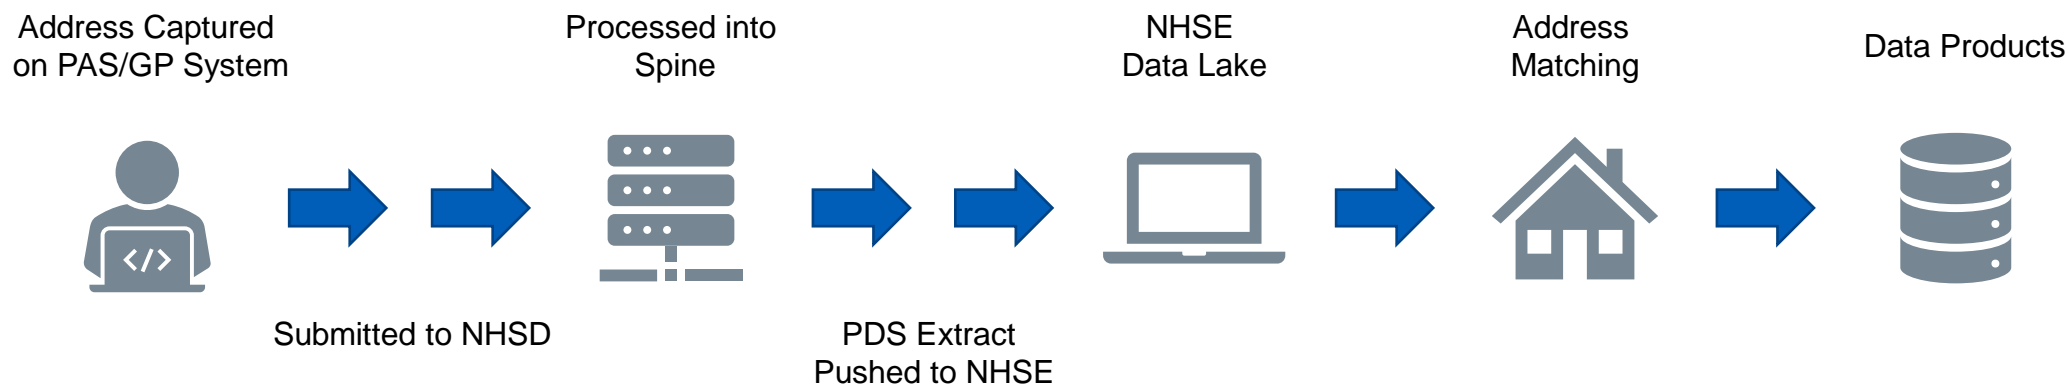 Address Captured
on PAS/GP System
Processed into
Spine
NHSE
Data Lake
Address
Matching
Data Products
</>
Submitted to NHSD
PDS Extract
Pushed to NHSE